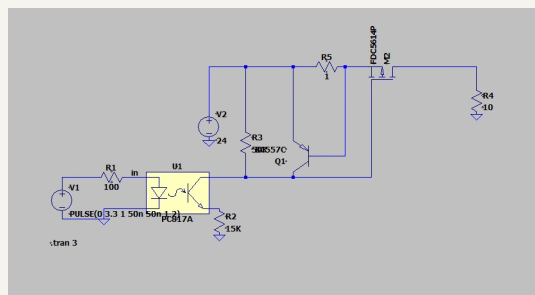 FDC5614P
M2
R5
1
V2
24
R3
BC557C
Q1
R4
10
R1
100
in
U1
V1
PULSE(0 3.3 1 50n 50n 1 2)
PC817A
R2
15K
.tran 3